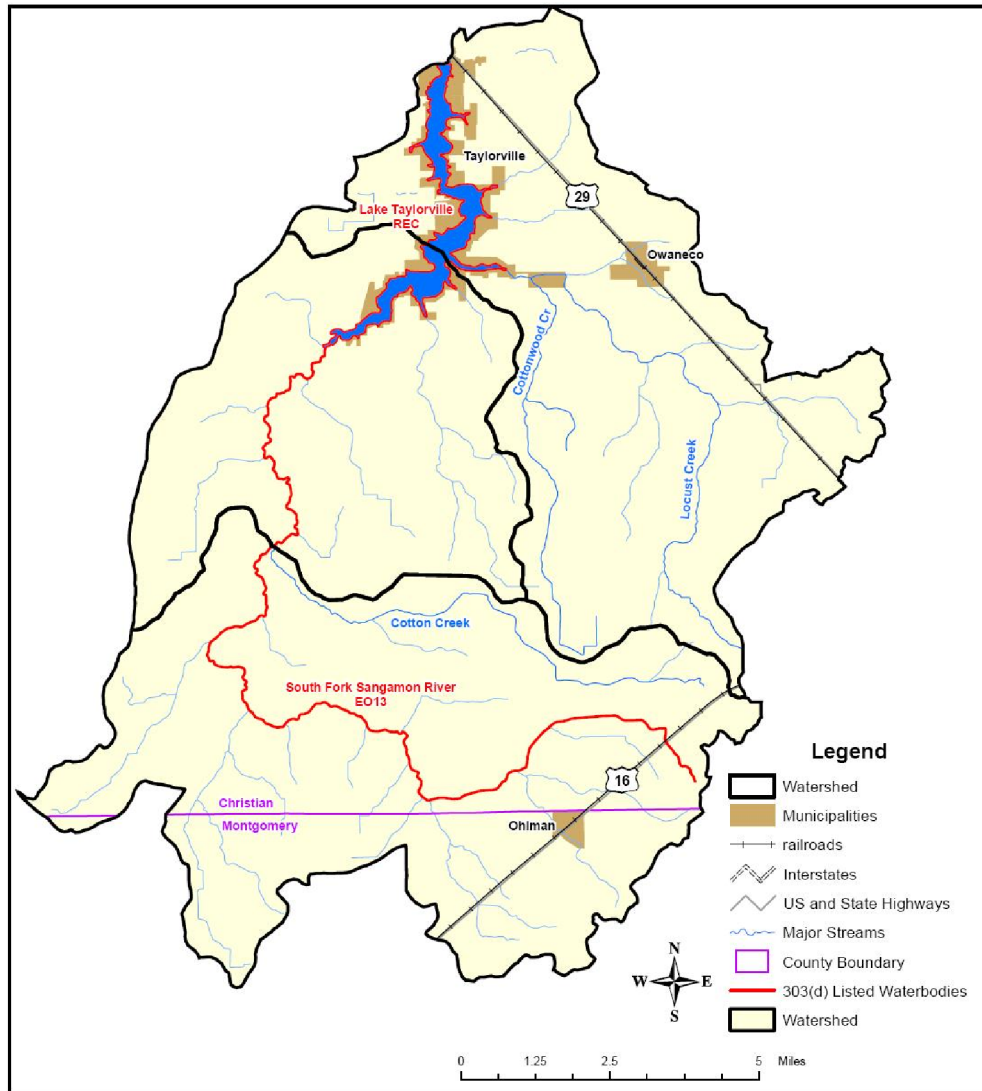 Taylorville
29
Lake Taylorville
REC
Owaneco
Cottonwood Cr
Locust Creek
Cotton Creek
South Fork Sangamon River
EO13
16
Christian
Montgomery
Ohlman
Legend
Watershed
Municipalities
railroads
Interstates
US and State Highways
Major Streams
County Boundary
303(d) Listed Waterbodies
Watershed
N
W E
S
0 1.25 2.5 5 Miles